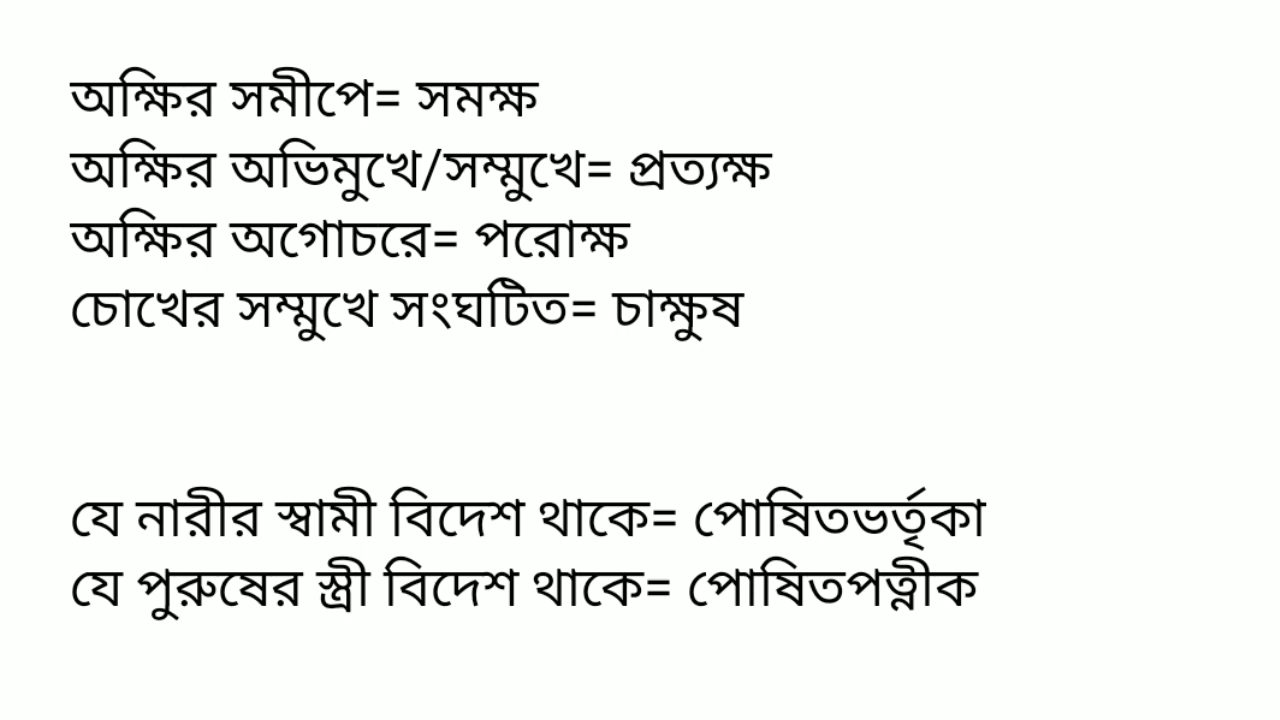 অক্ষির সমীপে= সমক্ষ
অক্ষির অভিমুখে/সম্মুখে= প্রত্যক্ষ
অক্ষির অগোচরে= পরোক্ষ
চোখের সম্মুখে সংঘটিত= চাক্ষুষ
যে নারীর স্বামী বিদেশ থাকে= পোষিতভর্তৃকা
যে পুরুষের স্ত্রী বিদেশ থাকে= পোষিতপত্নীক